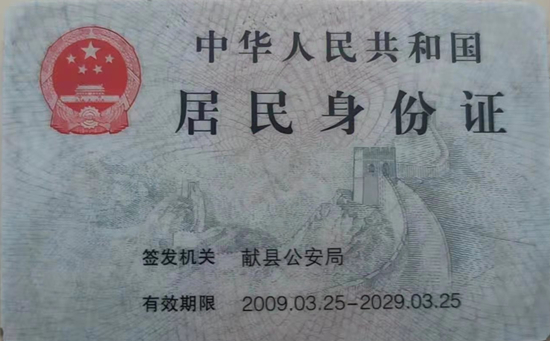 中华人民共和国
居民身份证
签发机关 献县公安局
有效期限 2009.03.25-2029.03.25